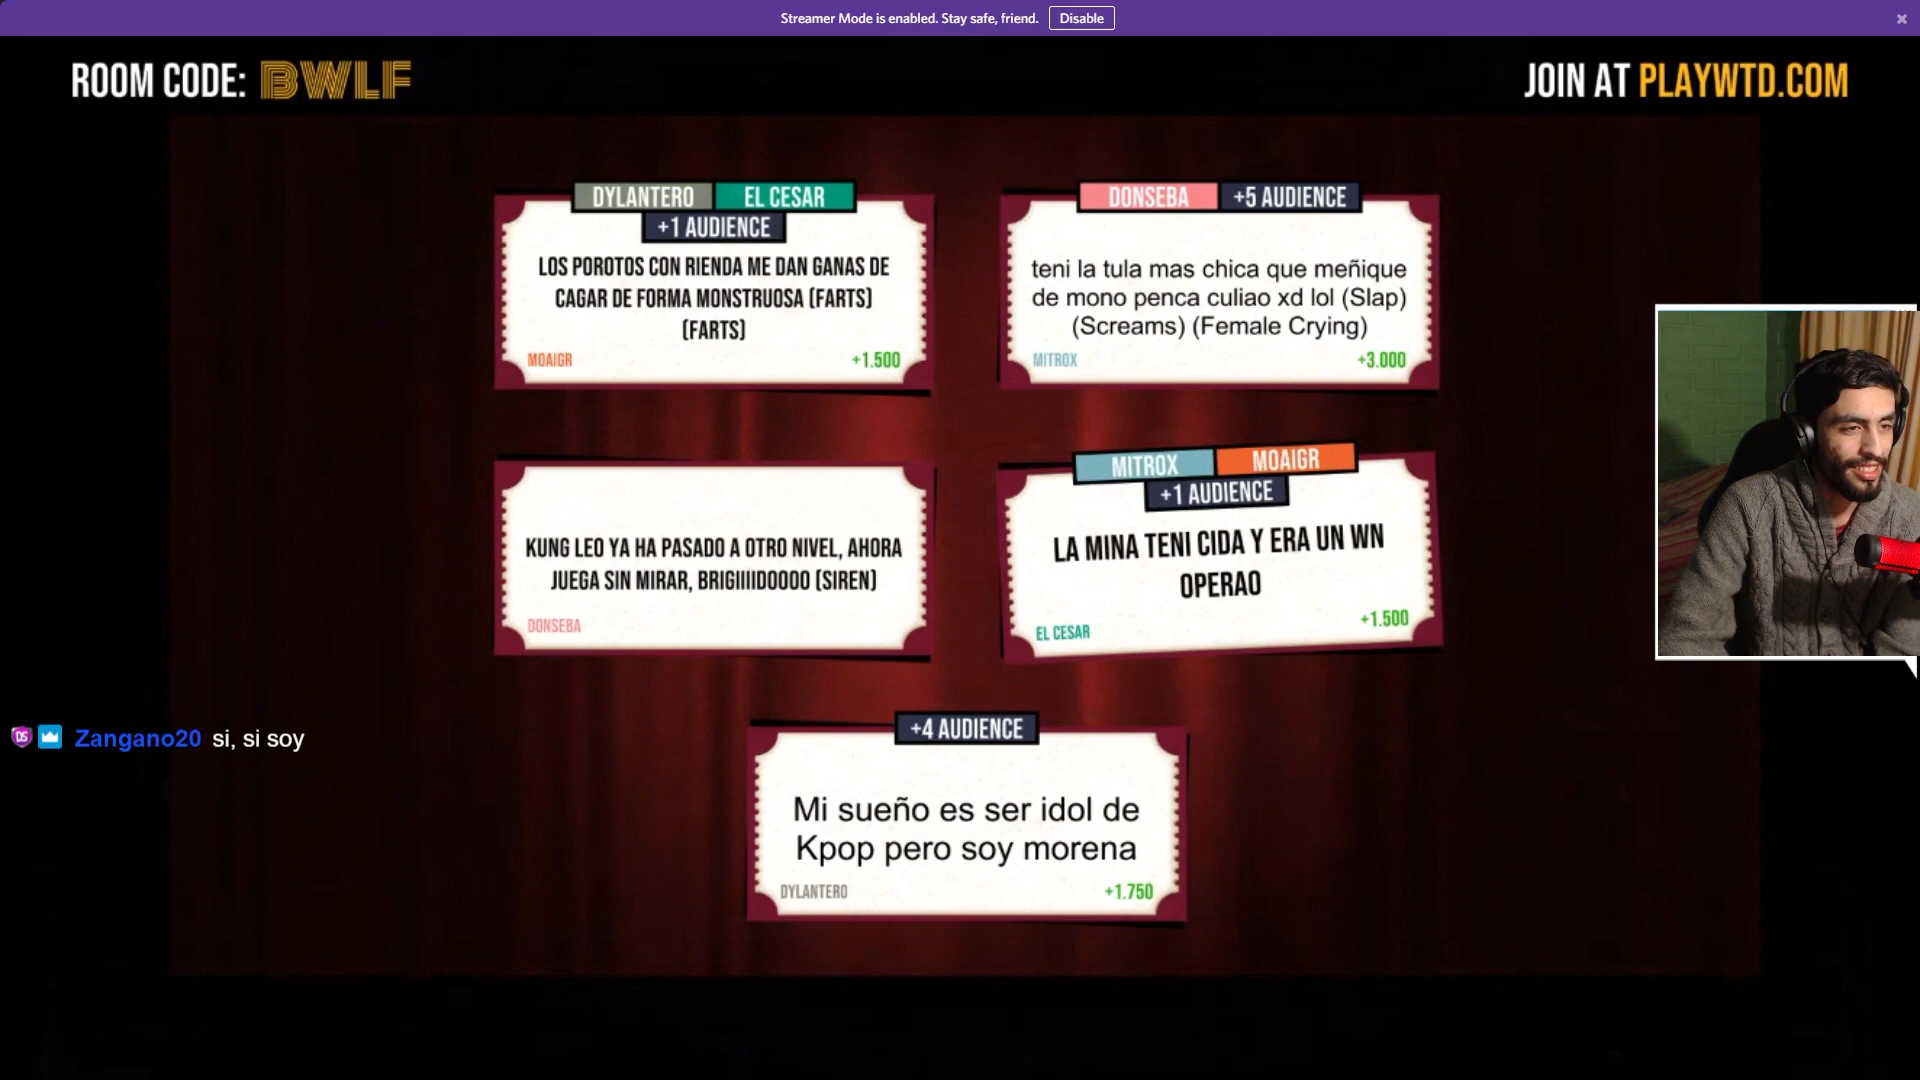 Streamer Mode is enabled. Stay safe, friend. Disable
ROOM CODE: BWLF
JOIN AT PLAYWTD.COM
DYLANTERO EL CESAR
+1 AUDIENCE
LOS POROTOS CON RIENDA ME DAN GANAS DE
CAGAR DE FORMA MONSTRUOSA (FARTS)
(FARTS)
MOAIGR +1.500
DONSEBA +5 AUDIENCE
teni la tula mas chica que meñique
de mono penca culiao xd lol (Slap)
(Screams) (Female Crying)
MITROX +3.000
KUNG LEO YA HA PASADO A OTRO NIVEL, AHORA
JUEGA SIN MIRAR, BRIGIIIIDOOOO (SIREN)
DONSEBA
MITROX MOAIGR
+1 AUDIENCE
LA MINA TENI CIDA Y ERA UN WN
OPERAO
EL CESAR +1.500
DS Zangano20 si, si soy
+4 AUDIENCE
Mi sueño es ser idol de
Kpop pero soy morena
DYLANTERO +1.750